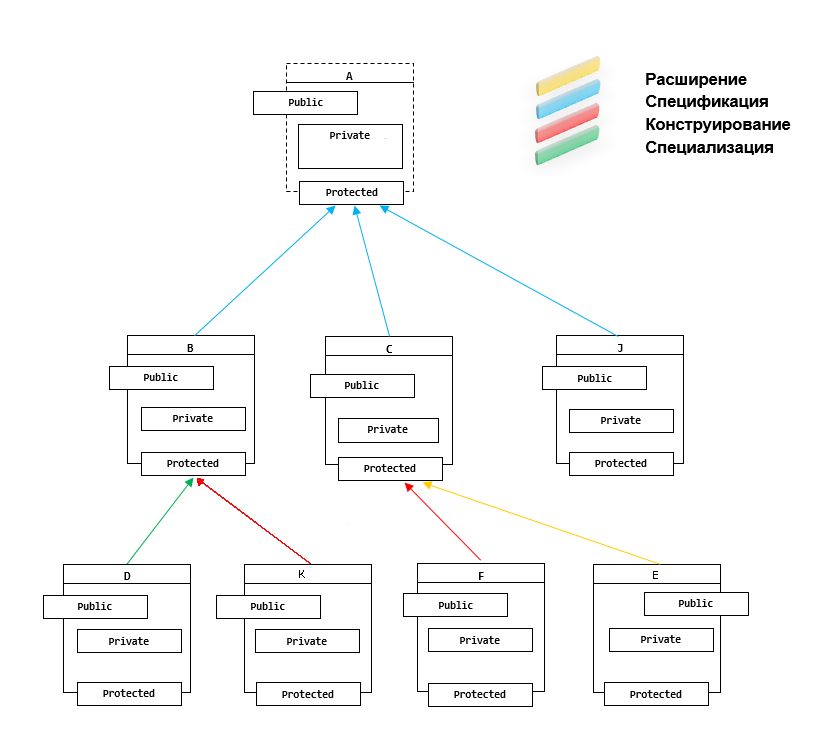 A
Public
Private
Protected
Расширение
Спецификация
Конструирование
Специализация
B
Public
Private
Protected
C
Public
Private
Protected
J
Public
Private
Protected
D
Public
Private
Protected
K
Public
Private
Protected
F
Public
Private
Protected
E
Public
Private
Protected